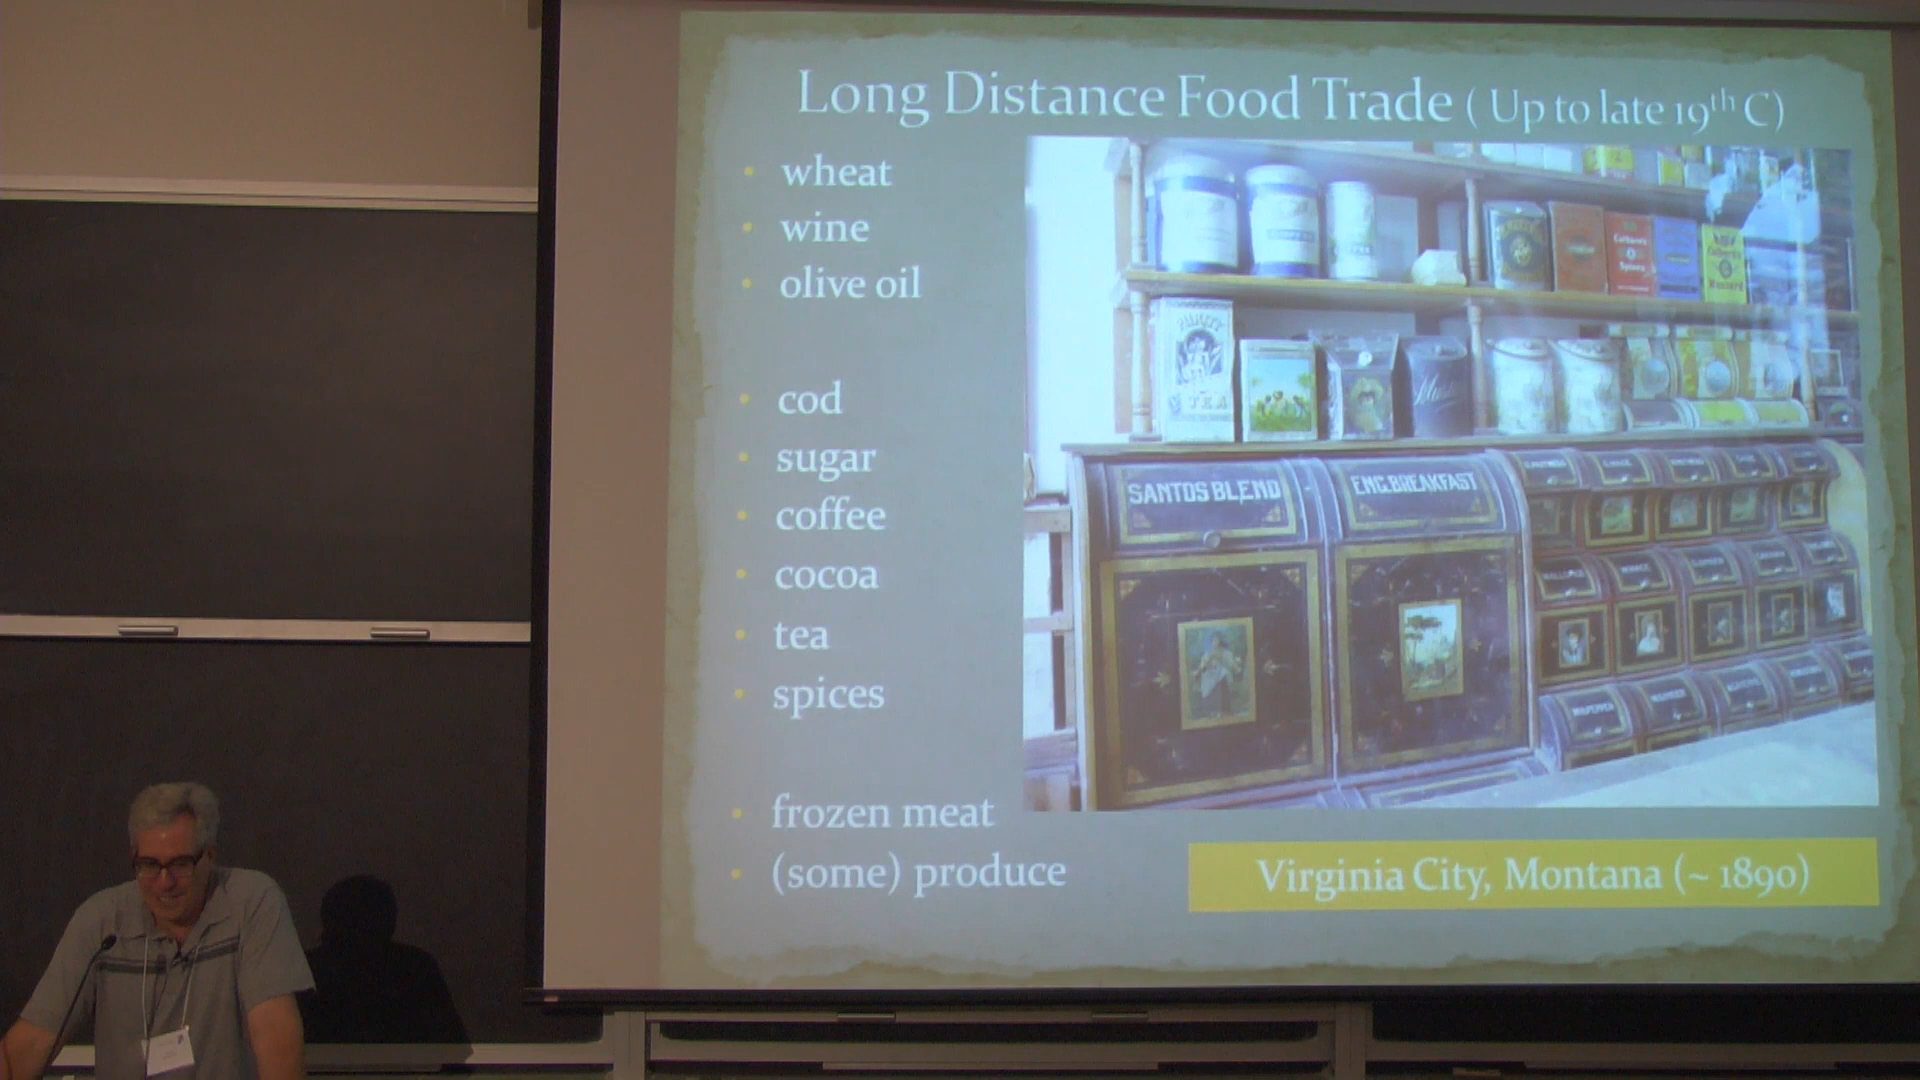 Long Distance Food Trade ( Up to late 19th C)
wheat
wine
olive oil
cod
sugar
coffee
cocoa
tea
spices
frozen meat
(some) produce
TEA
SANTOS BLEND
ENG. BREAKFAST
Virginia City, Montana (~ 1890)